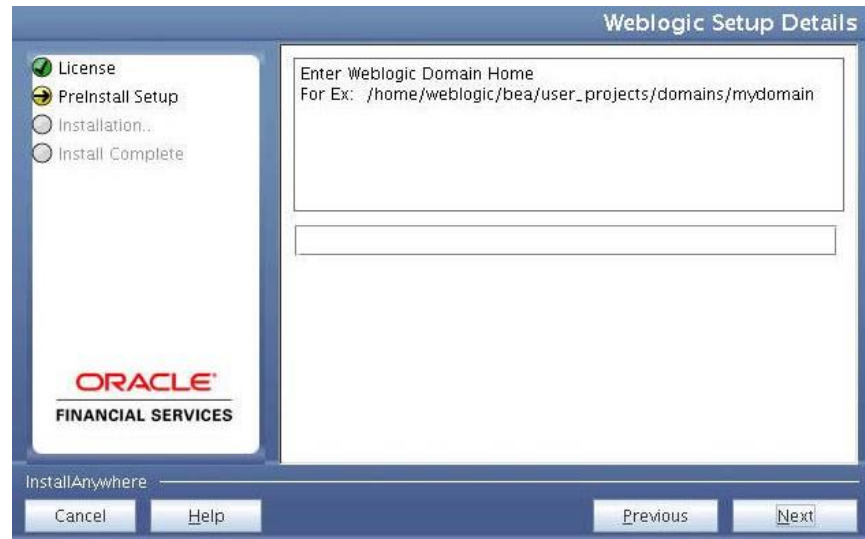 Weblogic Setup Details
License
PreInstall Setup
Installation..
Install Complete
Enter Weblogic Domain Home
For Ex:  /home/weblogic/bea/user_projects/domains/mydomain
ORACLE
FINANCIAL SERVICES
InstallAnywhere
Cancel
Help
Previous
Next